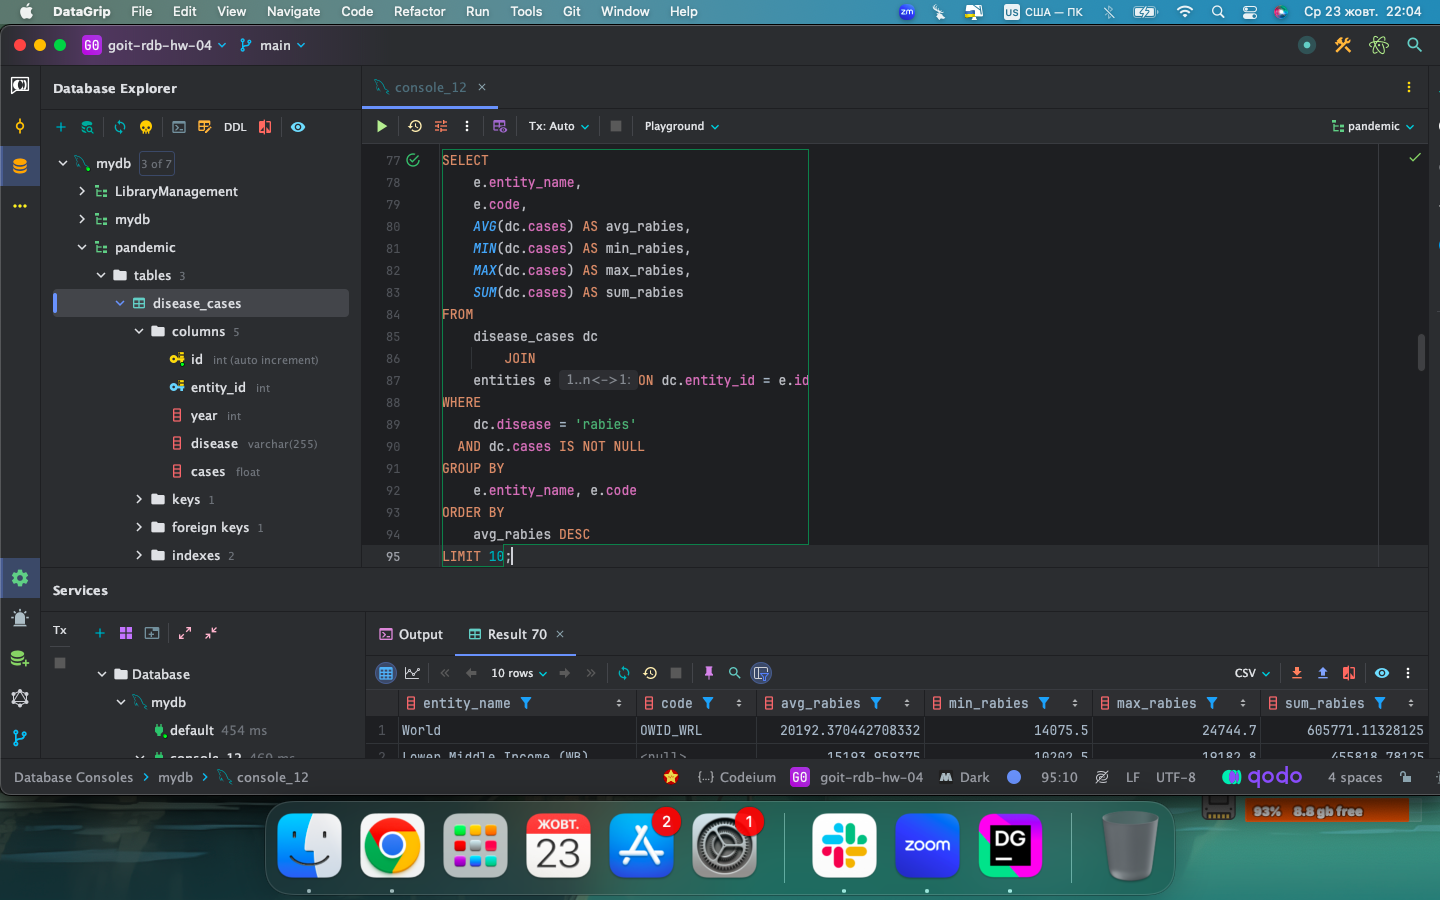 DataGrip File Edit View Navigate Code Refactor Run Tools Git Window Help zm US США — ПК Ср 23 жовт. 22:04
GO goit-rdb-hw-04 main
Database Explorer
console_12
DDL
Tx: Auto Playground pandemic
mydb 3 of 7
LibraryManagement
mydb
pandemic
tables 3
disease_cases
columns 5
id int (auto increment)
entity_id int
year int
disease varchar(255)
cases float
keys 1
foreign keys 1
indexes 2
77 SELECT
78 e.entity_name,
79 e.code,
80 AVG(dc.cases) AS avg_rabies,
81 MIN(dc.cases) AS min_rabies,
82 MAX(dc.cases) AS max_rabies,
83 SUM(dc.cases) AS sum_rabies
84 FROM
85 disease_cases dc
86 JOIN
87 entities e 1..n<->1: ON dc.entity_id = e.id
88 WHERE
89 dc.disease = 'rabies'
90 AND dc.cases IS NOT NULL
91 GROUP BY
92 e.entity_name, e.code
93 ORDER BY
94 avg_rabies DESC
95 LIMIT 10;
Services
Tx
Database
mydb
default 454 ms
console_12 469 ms
Output Result 70
10 rows CSV
entity_name code avg_rabies min_rabies max_rabies sum_rabies
1 World OWID_WRL 20192.370442708332 14075.5 24744.7 605771.11328125
2 Lower Middle Income (WB) <null> 15193.959375 10202.5 19182.8 455818.78125
Database Consoles mydb console_12 {...} Codeium GO goit-rdb-hw-04 Dark 95:10 LF UTF-8 qodo 4 spaces
93% 8.8 gb free
ЖОВТ.
23
2
1
zoom
DG